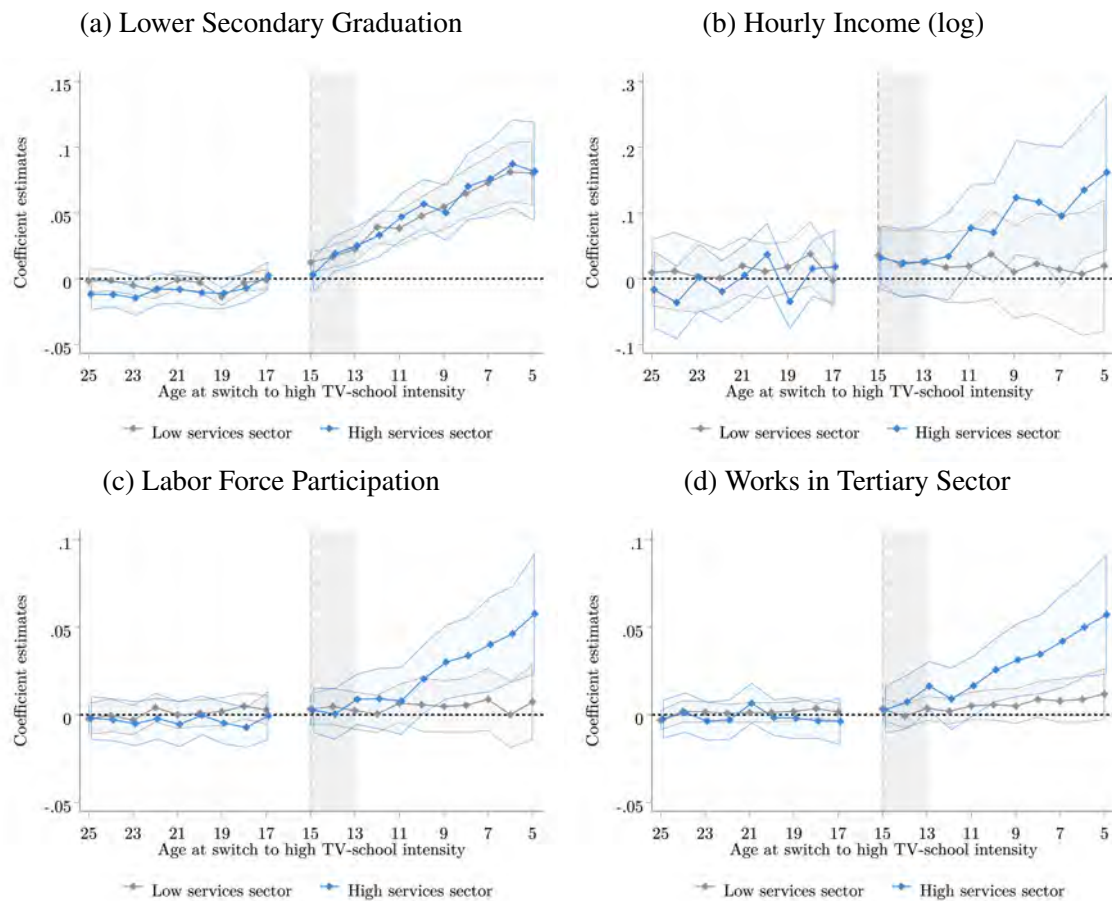 (a) Lower Secondary Graduation
(b) Hourly Income (log)
Coefficient estimates
.15
.1
.05
0
-.05
25 23 21 19 17 15 13 11 9 7 5
Age at switch to high TV-school intensity
Low services sector High services sector
Coefficient estimates
.3
.2
.1
0
-.1
25 23 21 19 17 15 13 11 9 7 5
Age at switch to high TV-school intensity
Low services sector High services sector
(c) Labor Force Participation
(d) Works in Tertiary Sector
Coefficient estimates
.1
.05
0
-.05
25 23 21 19 17 15 13 11 9 7 5
Age at switch to high TV-school intensity
Low services sector High services sector
Coefficient estimates
.1
.05
0
-.05
25 23 21 19 17 15 13 11 9 7 5
Age at switch to high TV-school intensity
Low services sector High services sector